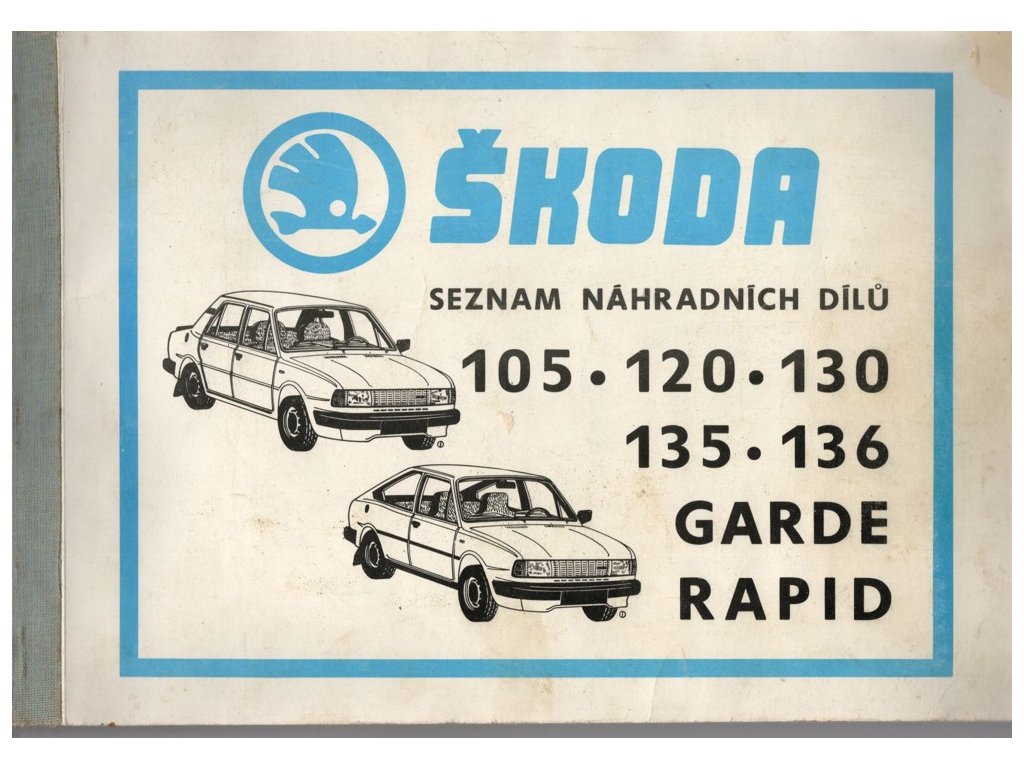 ŠKODA
SEZNAM NÁHRADNÍCH DÍLŮ
105 • 120 • 130
135 • 136
GARDE
RAPID